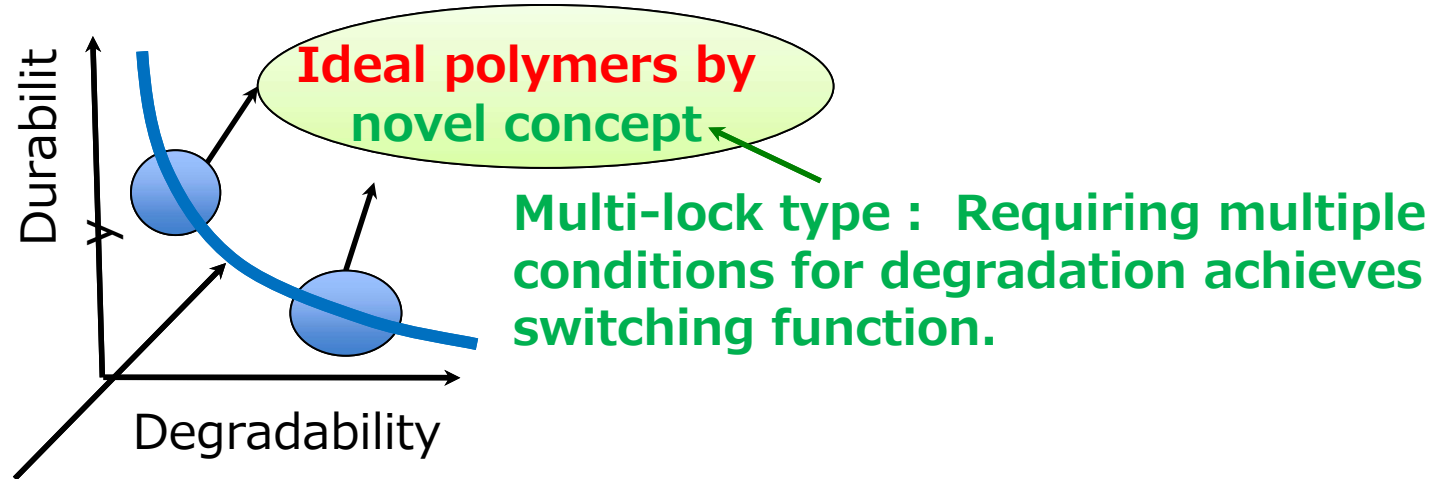 Durabilit
y
Ideal polymers by
novel concept
Multi-lock type : Requiring multiple
conditions for degradation achieves
switching function.
Degradability